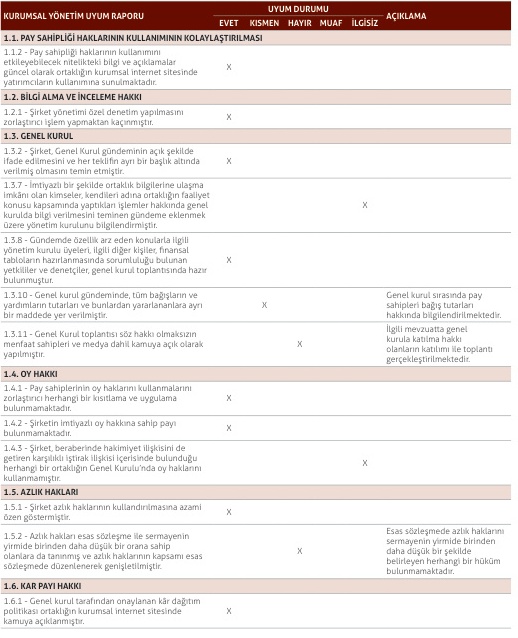 KURUMSAL YÖNETİM UYUM RAPORU
UYUM DURUMU
EVET KISMEN HAYIR MUAF İLGİSİZ
AÇIKLAMA
1.1. PAY SAHİPLİĞİ HAKLARININ KULLANIMININ KOLAYLAŞTIRILMASI
1.1.2 - Pay sahipliği haklarının kullanımını
etkileyebilecek nitelikteki bilgi ve açıklamalar
güncel olarak ortaklığın kurumsal internet sitesinde
yatırımcıların kullanımına sunulmaktadır.
X
1.2. BİLGİ ALMA VE İNCELEME HAKKI
1.2.1 - Şirket yönetimi özel denetim yapılmasını
zorlaştırıcı işlem yapmaktan kaçınmıştır.
X
1.3. GENEL KURUL
1.3.2 - Şirket, Genel Kurul gündeminin açık şekilde
ifade edilmesini ve her teklifin ayrı bir başlık altında
verilmiş olmasını temin etmiştir.
X
1.3.7 - İmtiyazlı bir şekilde ortaklık bilgilerine ulaşma
imkânı olan kimseler, kendileri adına ortaklığın faaliyet
konusu kapsamında yaptıkları işlemler hakkında genel
kurulda bilgi verilmesini teminen gündeme eklenmek
üzere yönetim kurulunu bilgilendirmiştir.
X
1.3.8 - Gündemde özellik arz eden konularla ilgili
yönetim kurulu üyeleri, ilgili diğer kişiler, finansal
tabloların hazırlanmasında sorumluluğu bulunan
yetkililer ve denetçiler, genel kurul toplantısında hazır
bulunmuştur.
X
1.3.10 - Genel kurul gündeminde, tüm bağışların ve
yardımların tutarları ve bunlardan yararlananlara ayrı
bir maddede yer verilmiştir.
X
Genel kurul sırasında pay
sahipleri bağış tutarları
hakkında bilgilendirilmektedir.
1.3.11 - Genel Kurul toplantısı söz hakkı olmaksızın
menfaat sahipleri ve medya dahil kamuya açık olarak
yapılmıştır.
X
İlgili mevzuatta genel
kurula katılma hakkı
olanların katılımı ile toplantı
gerçekleştirilmektedir.
1.4. OY HAKKI
1.4.1 - Pay sahiplerinin oy haklarını kullanmalarını
zorlaştırıcı herhangi bir kısıtlama ve uygulama
bulunmamaktadır.
X
1.4.2 - Şirketin imtiyazlı oy hakkına sahip payı
bulunmamaktadır.
X
1.4.3 - Şirket, beraberinde hakimiyet ilişkisini de
getiren karşılıklı iştirak ilişkisi içerisinde bulunduğu
herhangi bir ortaklığın Genel Kurulu'nda oy haklarını
kullanmamıştır.
X
1.5. AZLIK HAKLARI
1.5.1 - Şirket azlık haklarının kullandırılmasına azami
özen göstermiştir.
X
1.5.2 - Azlık hakları esas sözleşme ile sermayenin
yirmide birinden daha düşük bir orana sahip
olanlara da tanınmış ve azlık haklarının kapsamı esas
sözleşmede düzenlenerek genişletilmiştir.
X
Esas sözleşmede azlık haklarını
sermayenin yirmide birinden
daha düşük bir şekilde
belirleyen herhangi bir hüküm
bulunmamaktadır.
1.6. KAR PAYI HAKKI
1.6.1 - Genel kurul tarafından onaylanan kâr dağıtım
politikası ortaklığın kurumsal internet sitesinde
kamuya açıklanmıştır.
X